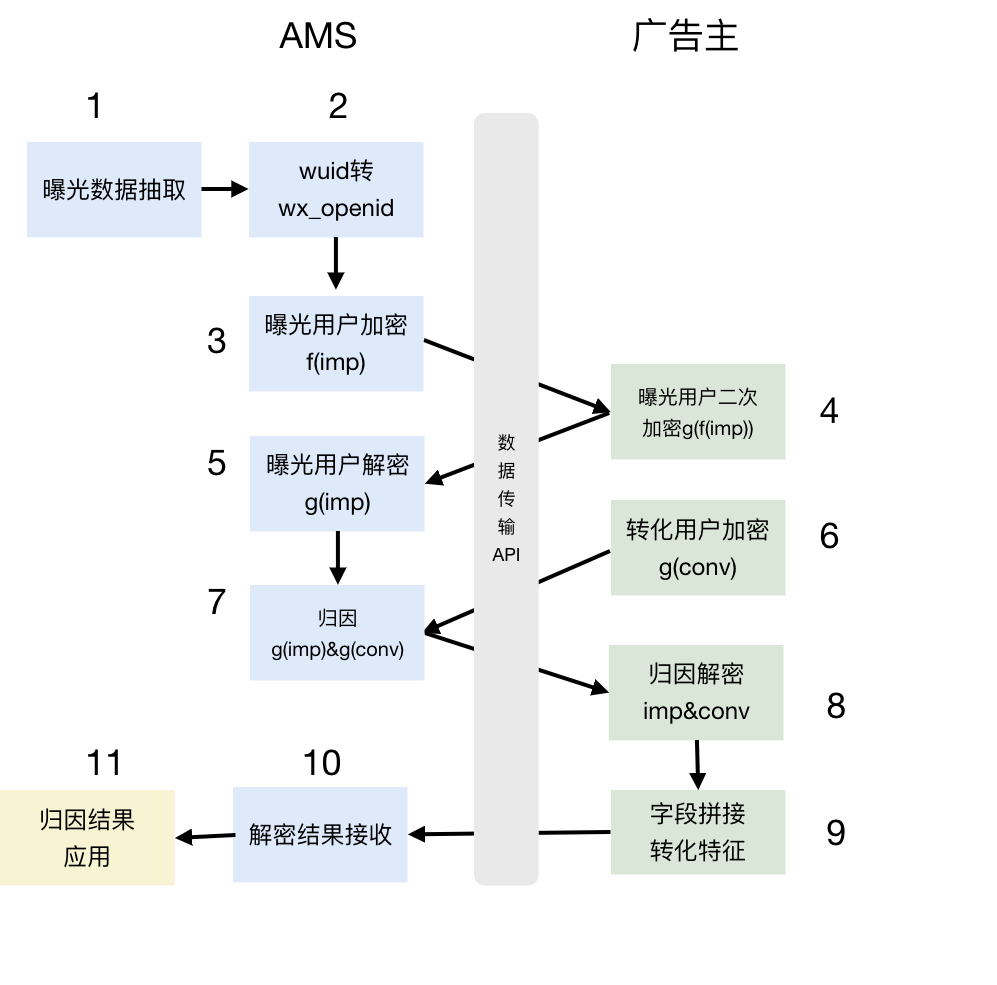 AMS
广告主
1
2
曝光数据抽取
wuid转
wx_openid
3
曝光用户加密
f(imp)
曝光用户二次
加密g(f(imp))
4
5
曝光用户解密
g(imp)
数
据
传
输
API
转化用户加密
g(conv)
6
7
归因
g(imp)&g(conv)
归因解密
imp&conv
8
11
10
归因结果
应用
解密结果接收
字段拼接
转化特征
9